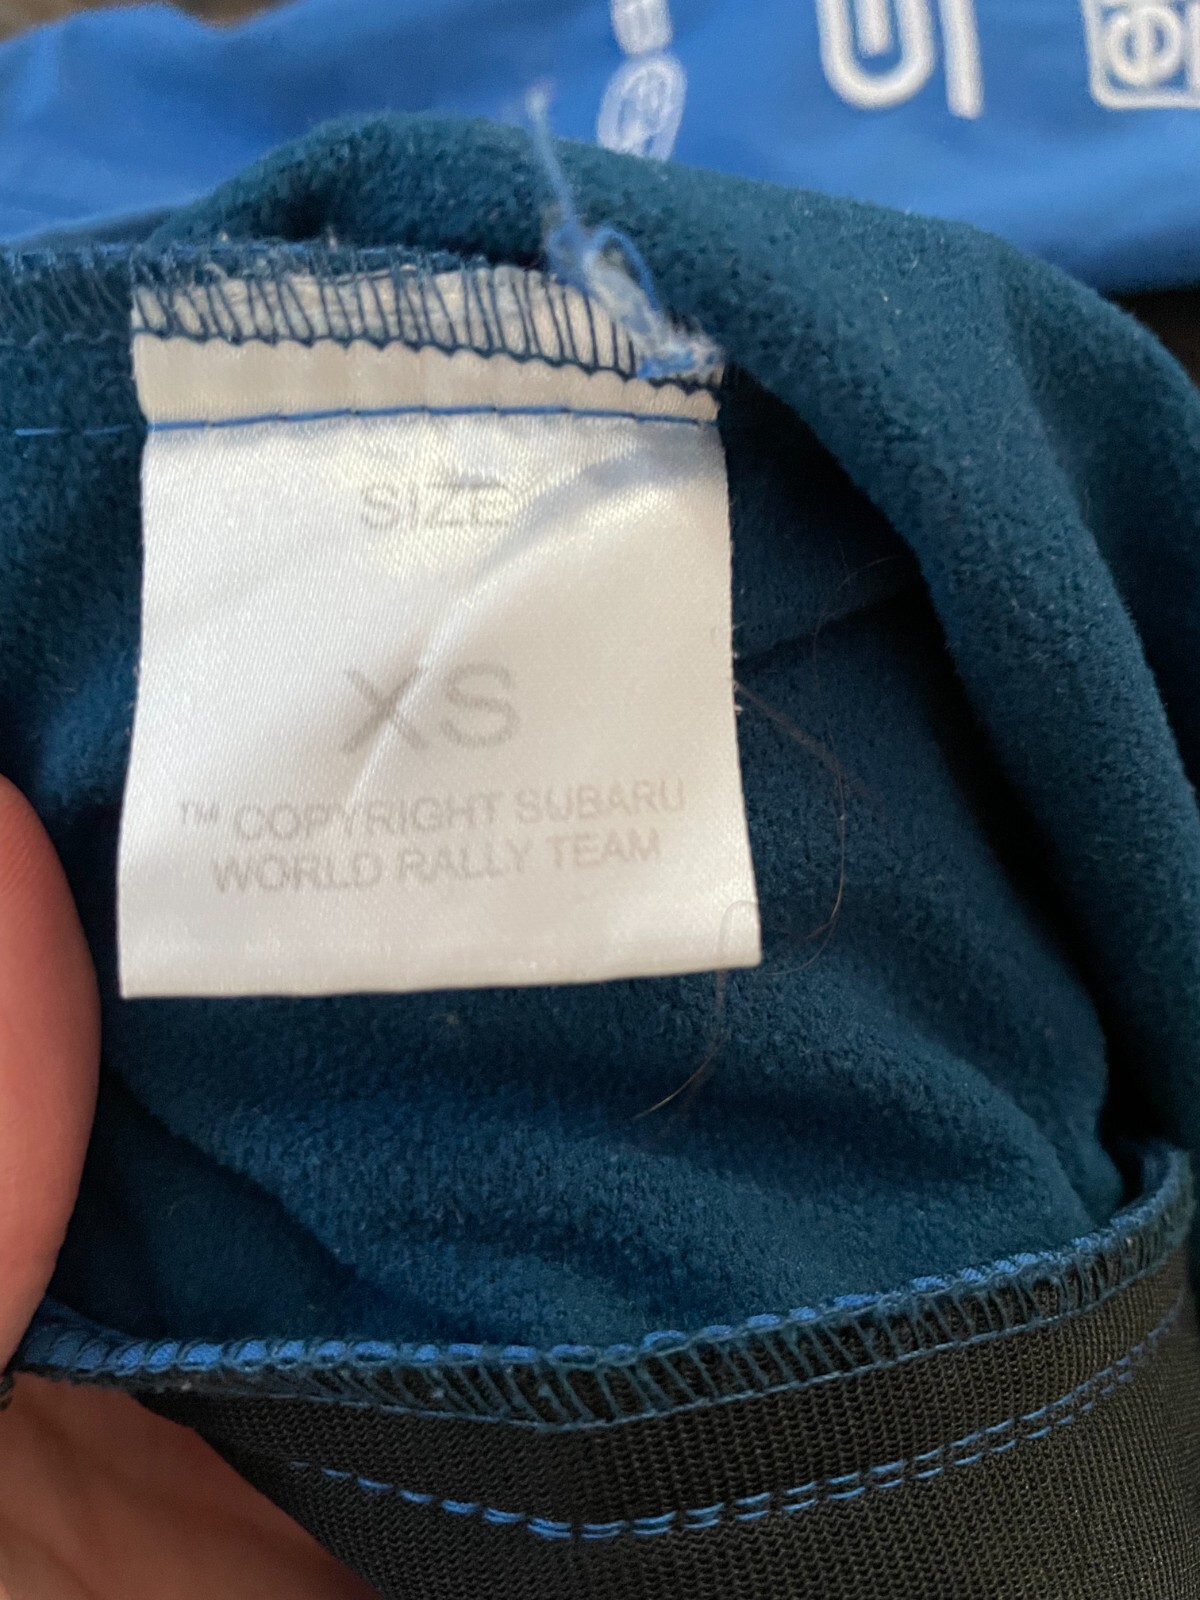 SIZE
XS
™ COPYRIGHT SUBARU
WORLD RALLY TEAM